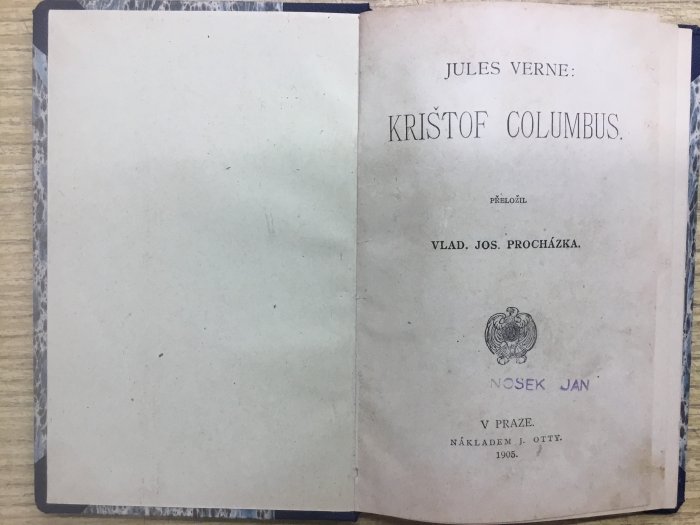 JULES VERNE:
KRIŠTOF COLUMBUS.
PŘELOŽIL
VLAD. JOS. PROCHÁZKA.
NOSEK JAN
V PRAZE.
NÁKLADEM J. OTTY.
1905.